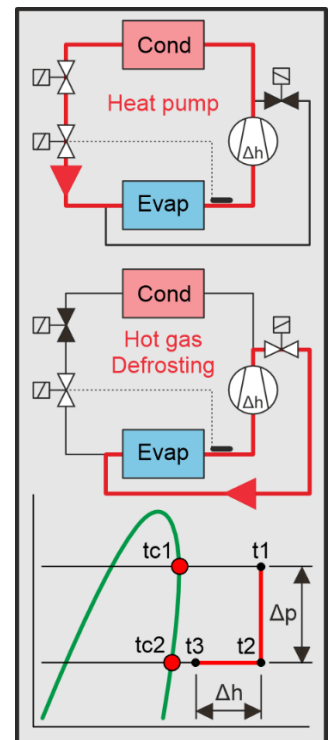 Cond
Heat pump
Δh
Evap
Cond
Hot gas
Defrosting
Δh
Evap
tc1
t1
Δp
tc2
t3
t2
Δh